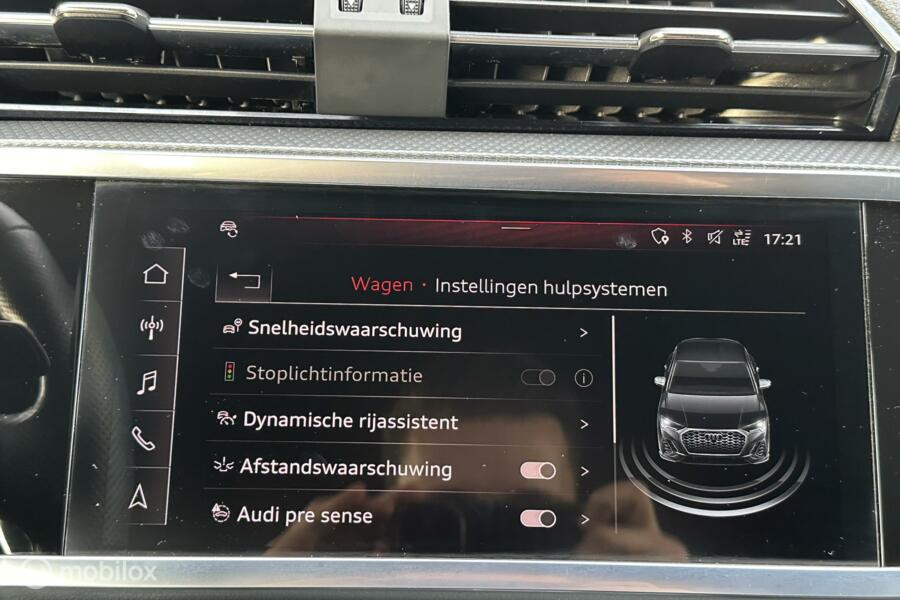 LTE 17:21
Wagen · Instellingen hulpsystemen
Snelheidswaarschuwing >
Stoplichtinformatie i
Dynamische rijassistent >
Afstandswaarschuwing >
Audi pre sense >
mobilox